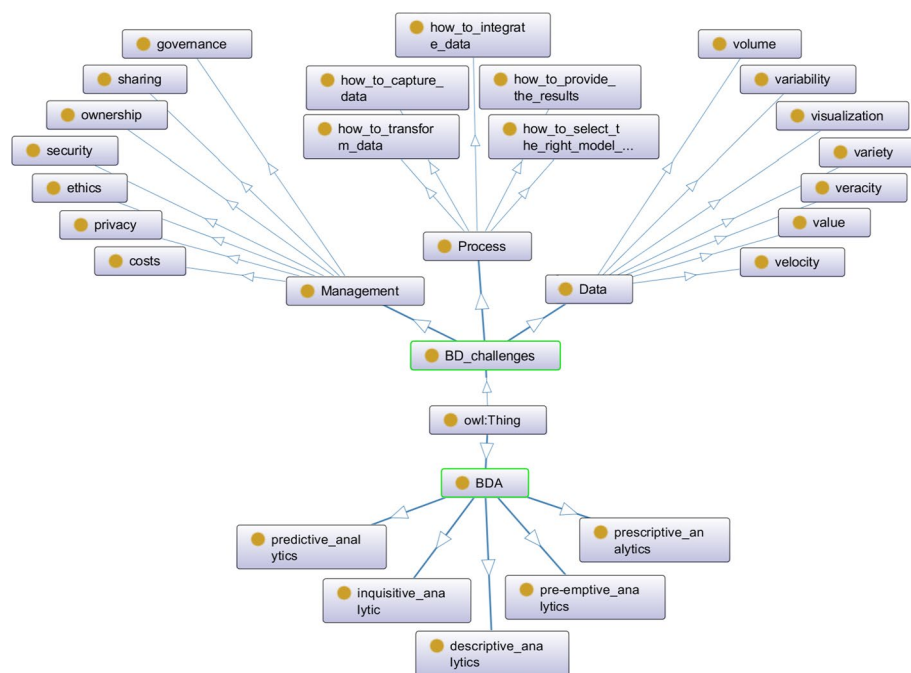 how_to_integrat
e_data
governance
volume
sharing
how_to_capture_
data
how_to_provide_
the_results
variability
ownership
how_to_transfor
m_data
how_to_select_t
he_right_model_...
visualization
security
variety
ethics
veracity
privacy
value
Process
costs
velocity
Management
Data
BD_challenges
owl:Thing
BDA
predictive_anal
ytics
prescriptive_an
alytics
inquisitive_ana
lytic
pre-emptive_ana
lytics
descriptive_ana
lytics